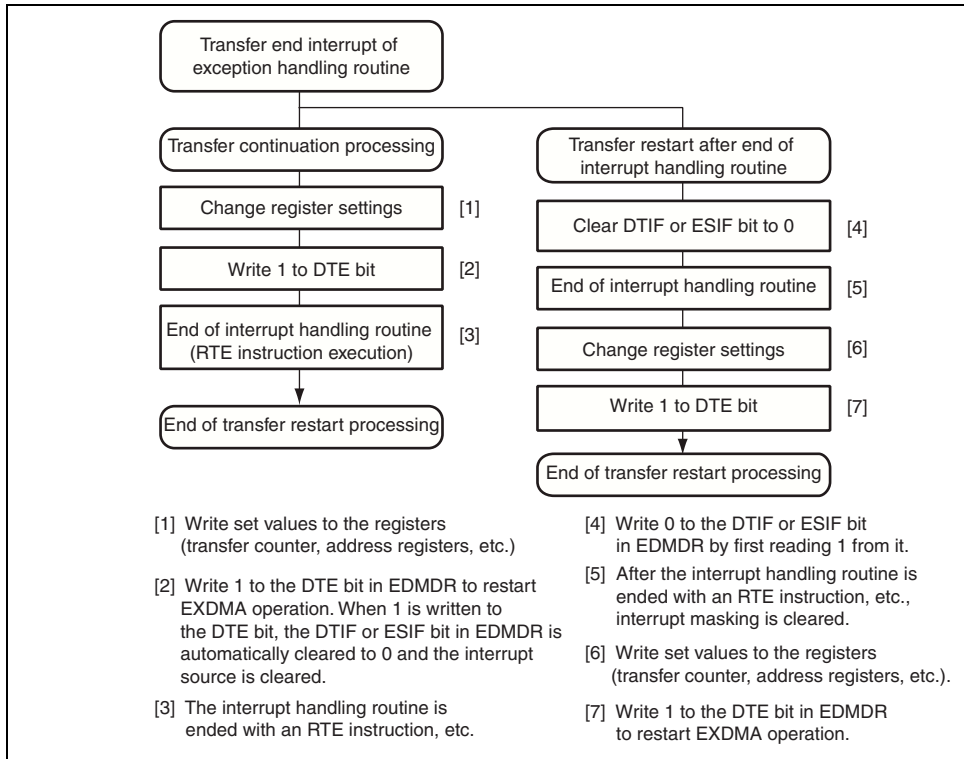 Transfer end interrupt of
exception handling routine
Transfer continuation processing
Change register settings [1]
Write 1 to DTE bit [2]
End of interrupt handling routine
(RTE instruction execution) [3]
End of transfer restart processing
Transfer restart after end of
interrupt handling routine
Clear DTIF or ESIF bit to 0 [4]
End of interrupt handling routine [5]
Change register settings [6]
Write 1 to DTE bit [7]
End of transfer restart processing
[1] Write set values to the registers
(transfer counter, address registers, etc.)
[2] Write 1 to the DTE bit in EDMDR to restart
EXDMA operation. When 1 is written to
the DTE bit, the DTIF or ESIF bit in EDMDR is
automatically cleared to 0 and the interrupt
source is cleared.
[3] The interrupt handling routine is
ended with an RTE instruction, etc.
[4] Write 0 to the DTIF or ESIF bit
in EDMDR by first reading 1 from it.
[5] After the interrupt handling routine is
ended with an RTE instruction, etc.,
interrupt masking is cleared.
[6] Write set values to the registers
(transfer counter, address registers, etc.).
[7] Write 1 to the DTE bit in EDMDR
to restart EXDMA operation.